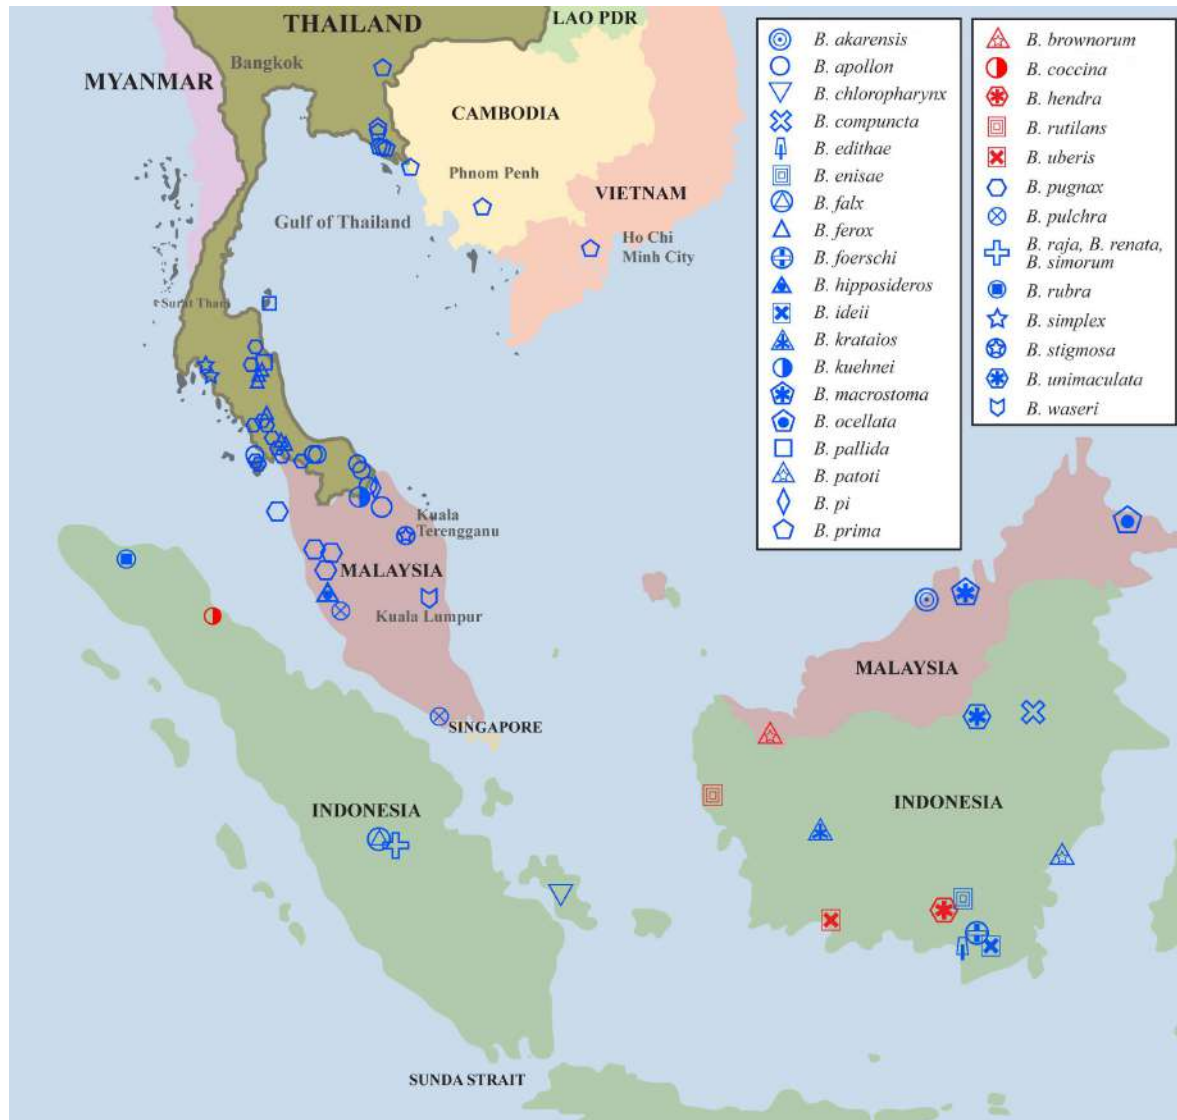 THAILAND
LAO PDR
Bangkok
MYANMAR
CAMBODIA
Phnom Penh
VIETNAM
Gulf of Thailand
Ho Chi
Minh City
Surat Thani
Kuala
Terengganu
MALAYSIA
Kuala Lumpur
SINGAPORE
MALAYSIA
INDONESIA
INDONESIA
SUNDA STRAIT
B. akarensis
B. apollon
B. chloropharynx
B. compuncta
B. edithae
B. enisae
B. falx
B. ferox
B. foerschi
B. hipposideros
B. ideii
B. krataios
B. kuehnei
B. macrostoma
B. ocellata
B. pallida
B. patoti
B. pi
B. prima
B. brownorum
B. coccina
B. hendra
B. rutilans
B. uberis
B. pugnax
B. pulchra
B. raja, B. renata,
B. simorum
B. rubra
B. simplex
B. stigmosa
B. unimaculata
B. waseri